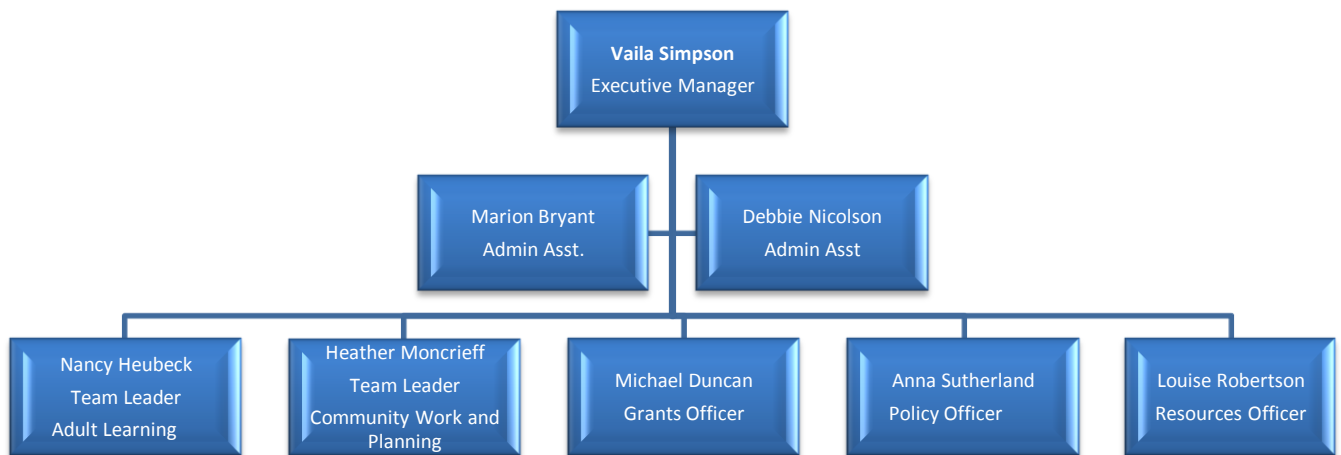 Vaila Simpson
Executive Manager
Marion Bryant
Admin Asst.
Debbie Nicolson
Admin Asst
Nancy Heubeck
Team Leader
Adult Learning
Heather Moncrieff
Team Leader
Community Work and
Planning
Michael Duncan
Grants Officer
Anna Sutherland
Policy Officer
Louise Robertson
Resources Officer